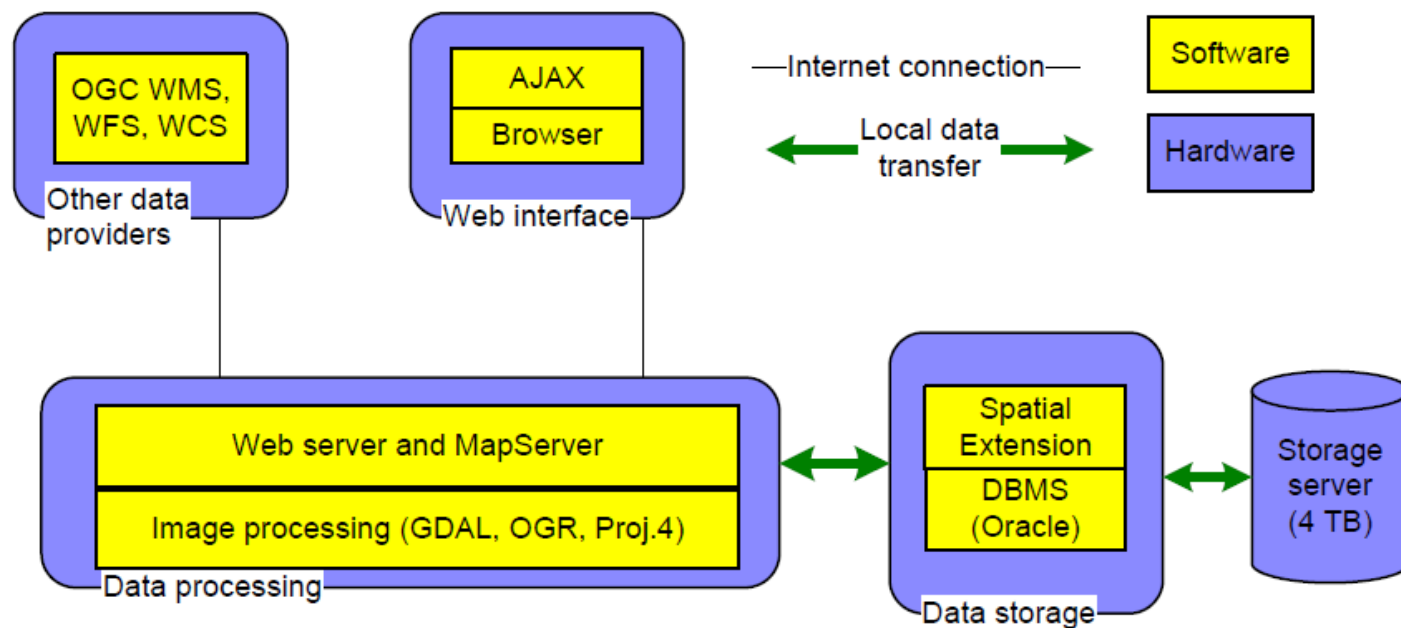 OGC WMS,
WFS, WCS
Other data
providers
AJAX
Browser
Web interface
Internet connection
Local data
transfer
Software
Hardware
Web server and MapServer
Image processing (GDAL, OGR, Proj.4)
Data processing
Spatial
Extension
DBMS
(Oracle)
Data storage
Storage
server
(4 TB)